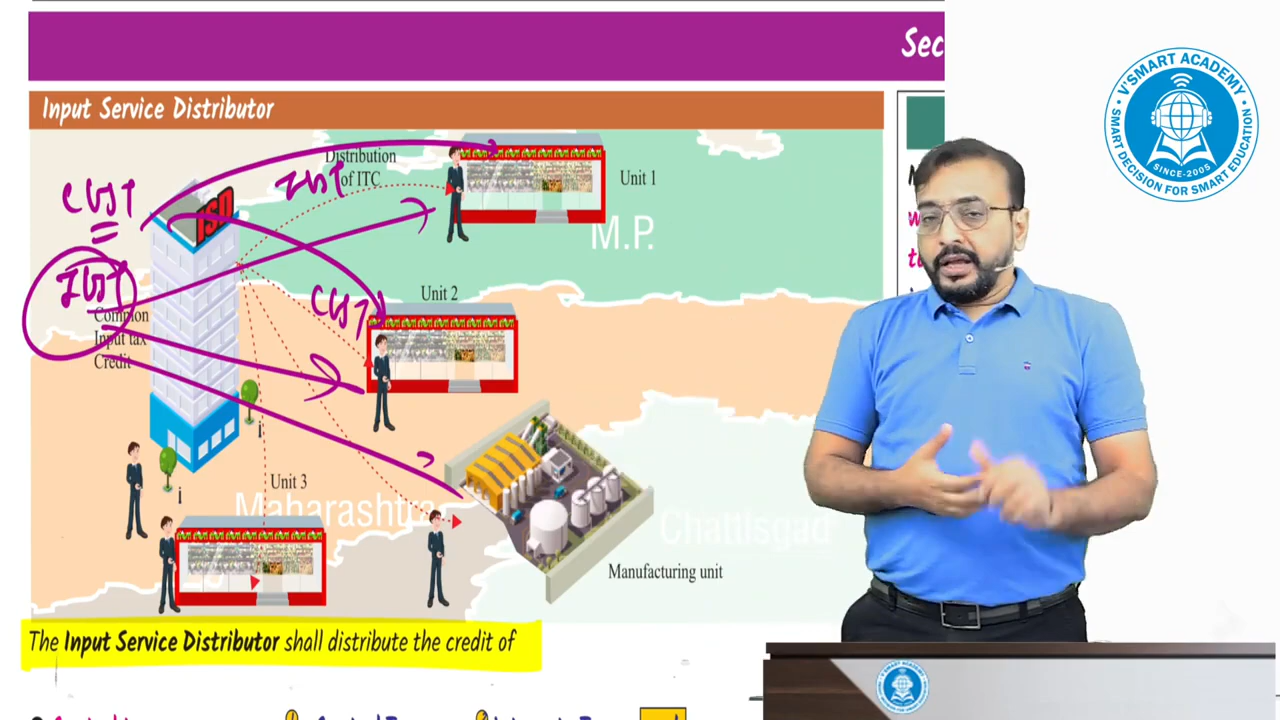 Sec
Input Service Distributor
Distribution
of ITC
Unit 1
M.P.
CGST
IGST
ISD
IGST
Common
Input tax
Credit
Unit 2
CGST
Unit 3
Maharashtra
Chattisgad
Manufacturing unit
The Input Service Distributor shall distribute the credit of
V'SMART ACADEMY
SINCE-2005
SMART DECISION FOR SMART EDUCATION